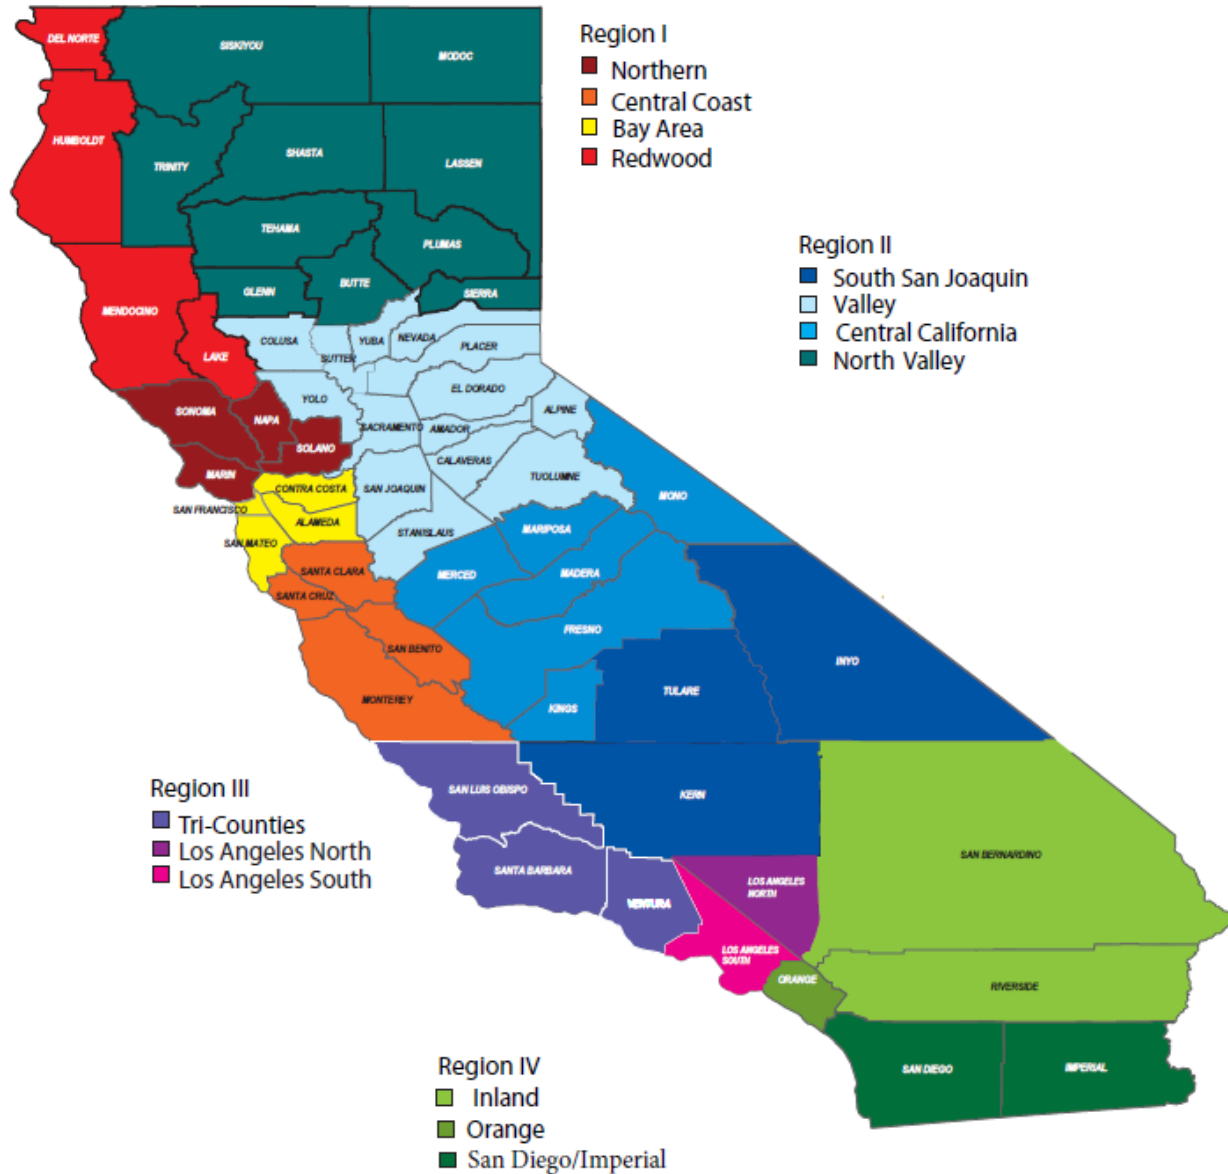 DEL NORTE
SISKIYOU
MODOC
HUMBOLDT
TRINITY
SHASTA
LASSEN
TEHAMA
PLUMAS
GLENN
BUTTE
SIERRA
MENDOCINO
LAKE
COLUSA
SUTTER
YUBA
NEVADA
PLACER
EL DORADO
YOLO
SONOMA
NAPA
SOLANO
SACRAMENTO
AMADOR
ALPINE
MARIN
CALAVERAS
TUOLUMNE
CONTRA COSTA
SAN JOAQUIN
MONO
SAN FRANCISCO
ALAMEDA
STANISLAUS
MARIPOSA
SAN MATEO
SANTA CLARA
MERCED
MADERA
SANTA CRUZ
FRESNO
SAN BENITO
INYO
MONTEREY
KINGS
TULARE
SAN LUIS OBISPO
KERN
SAN BERNARDINO
SANTA BARBARA
VENTURA
LOS ANGELES
NORTH
LOS ANGELES
SOUTH
ORANGE
RIVERSIDE
SAN DIEGO
IMPERIAL
Region I
Northern
Central Coast
Bay Area
Redwood
Region II
South San Joaquin
Valley
Central California
North Valley
Region III
Tri-Counties
Los Angeles North
Los Angeles South
Region IV
Inland
Orange
San Diego/Imperial